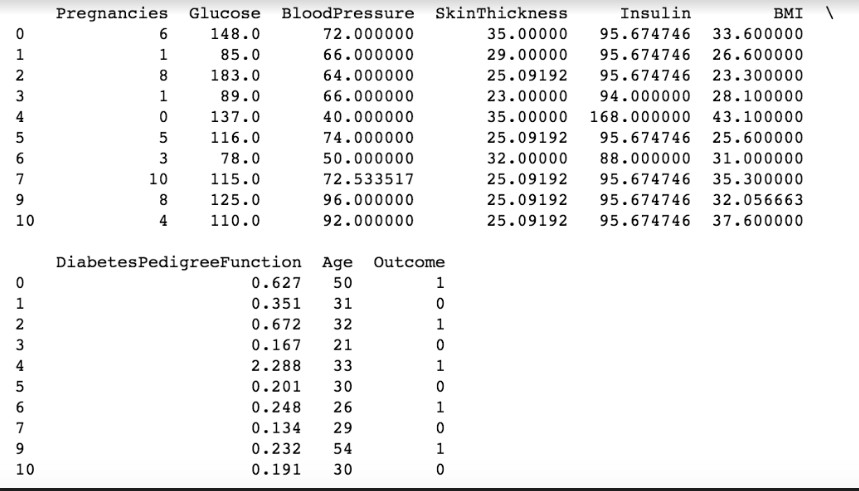 Pregnancies Glucose BloodPressure SkinThickness Insulin BMI \
0 6 148.0 72.000000 35.00000 95.674746 33.600000
1 1 85.0 66.000000 29.00000 95.674746 26.600000
2 8 183.0 64.000000 25.09192 95.674746 23.300000
3 1 89.0 66.000000 23.00000 94.000000 28.100000
4 0 137.0 40.000000 35.00000 168.000000 43.100000
5 5 116.0 74.000000 25.09192 95.674746 25.600000
6 3 78.0 50.000000 32.00000 88.000000 31.000000
7 10 115.0 72.533517 25.09192 95.674746 35.300000
9 8 125.0 96.000000 25.09192 95.674746 32.056663
10 4 110.0 92.000000 25.09192 95.674746 37.600000
DiabetesPedigreeFunction Age Outcome
0 0.627 50 1
1 0.351 31 0
2 0.672 32 1
3 0.167 21 0
4 2.288 33 1
5 0.201 30 0
6 0.248 26 1
7 0.134 29 0
9 0.232 54 1
10 0.191 30 0